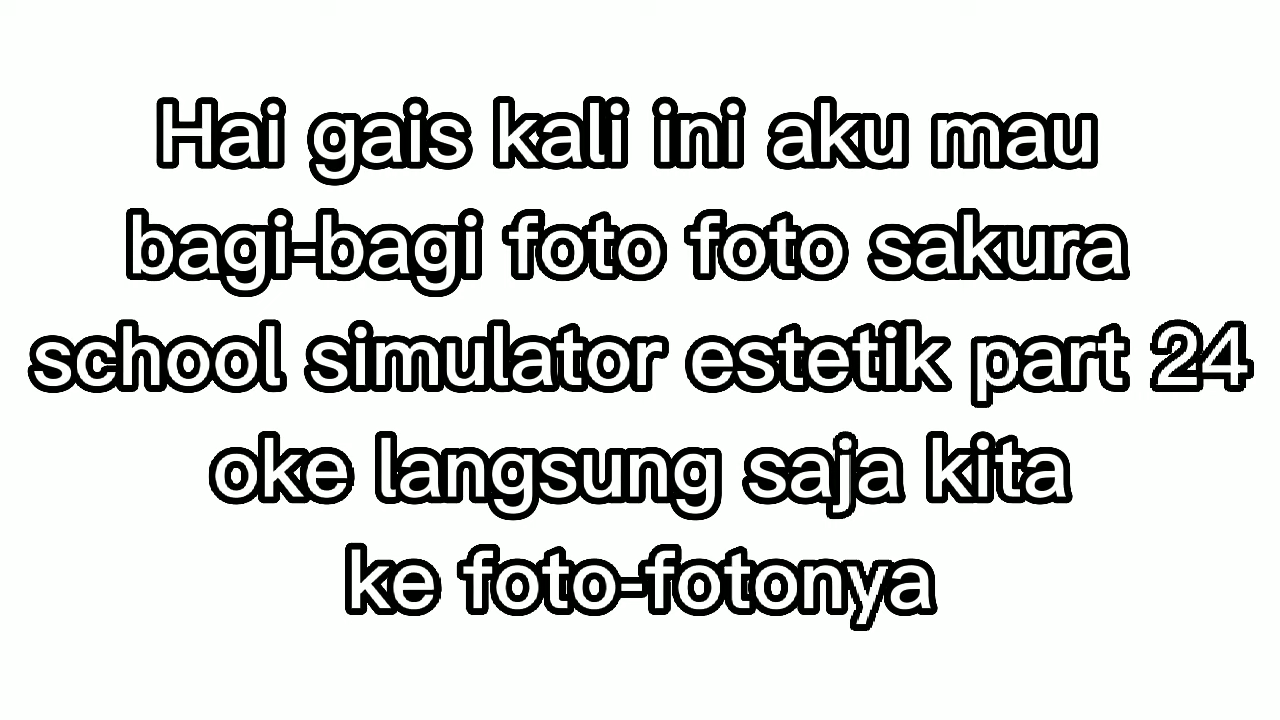 Hai gais kali ini aku mau
bagi-bagi foto foto sakura
school simulator estetik part 24
oke langsung saja kita
ke foto-fotonya